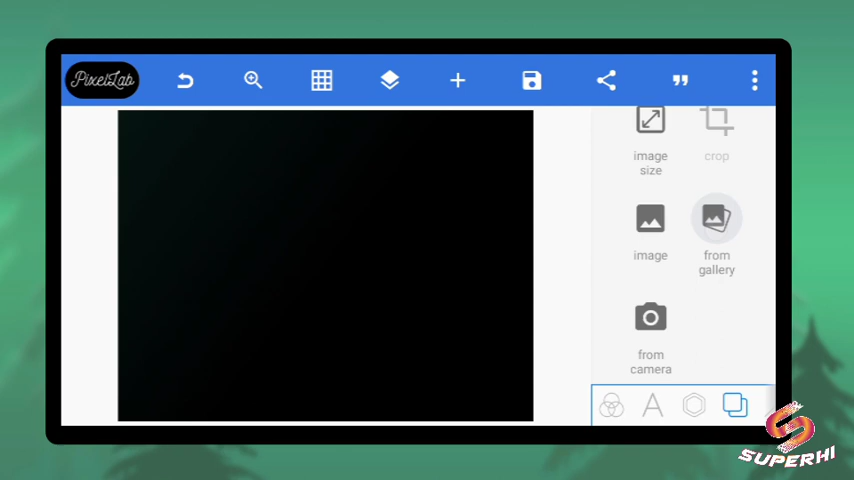 PixelLab
image
size
crop
image
from
gallery
from
camera
SUPERHI